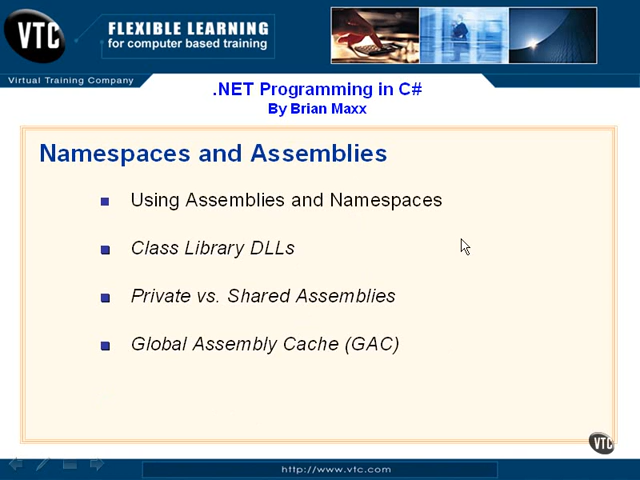 VTC
FLEXIBLE LEARNING
for computer based training
Virtual Training Company
.NET Programming in C#
By Brian Maxx
Namespaces and Assemblies
Using Assemblies and Namespaces
Class Library DLLs
Private vs. Shared Assemblies
Global Assembly Cache (GAC)
VTC
http://www.vtc.com